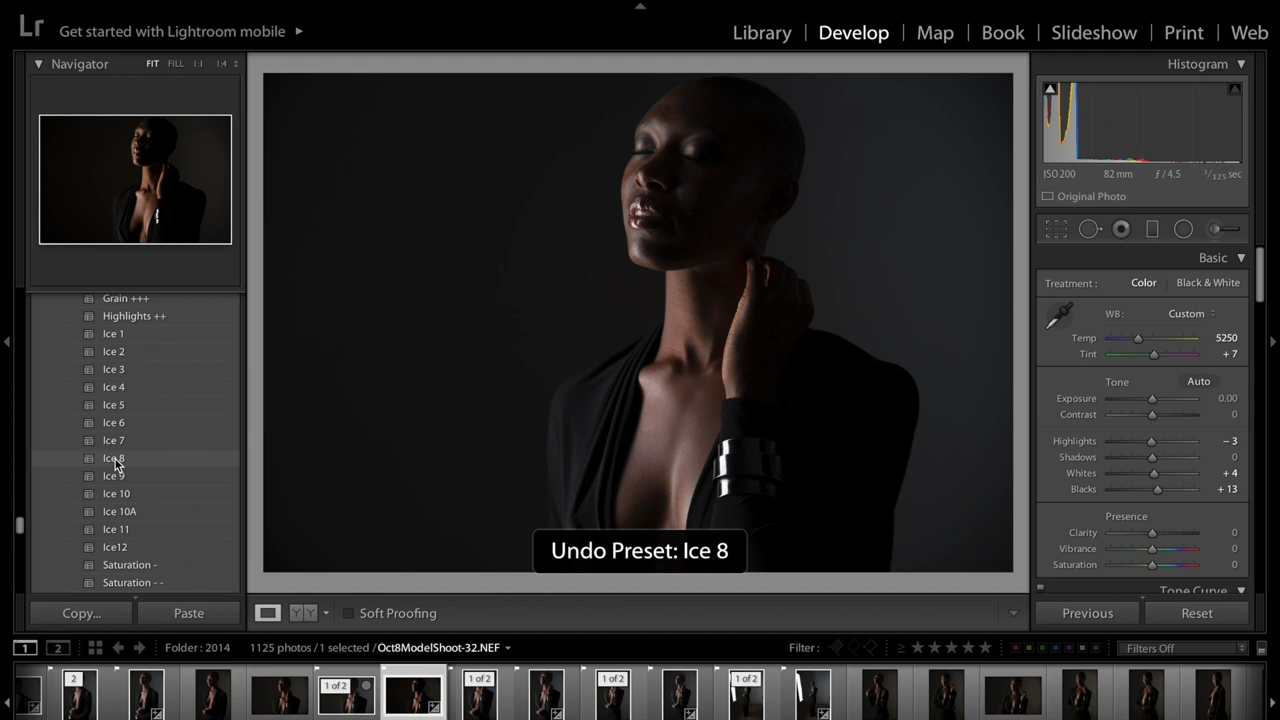 Lr Get started with Lightroom mobile
Library | Develop | Map | Book | Slideshow | Print | Web
Navigator FIT FILL 1:1 1:4
Grain +++
Highlights ++
Ice 1
Ice 2
Ice 3
Ice 4
Ice 5
Ice 6
Ice 7
Ice 8
Ice 9
Ice 10
Ice 10A
Ice 11
Ice12
Saturation -
Saturation - -
Copy... Paste
Undo Preset: Ice 8
Y Y Soft Proofing
Histogram
ISO 200 82 mm ƒ / 4.5 1/125 sec
Original Photo
Basic
Treatment : Color | Black & White
WB: Custom
Temp 5250
Tint + 7
Tone Auto
Exposure 0.00
Contrast 0
Highlights – 3
Shadows 0
Whites + 4
Blacks + 13
Presence
Clarity 0
Vibrance 0
Saturation 0
Tone Curve
Previous Reset
1 2 Folder : 2014 1125 photos / 1 selected / Oct8ModelShoot-32.NEF Filter : ≥ ★★★★★ Filters Off
2 1 of 2 1 of 2 1 of 2 1 of 2